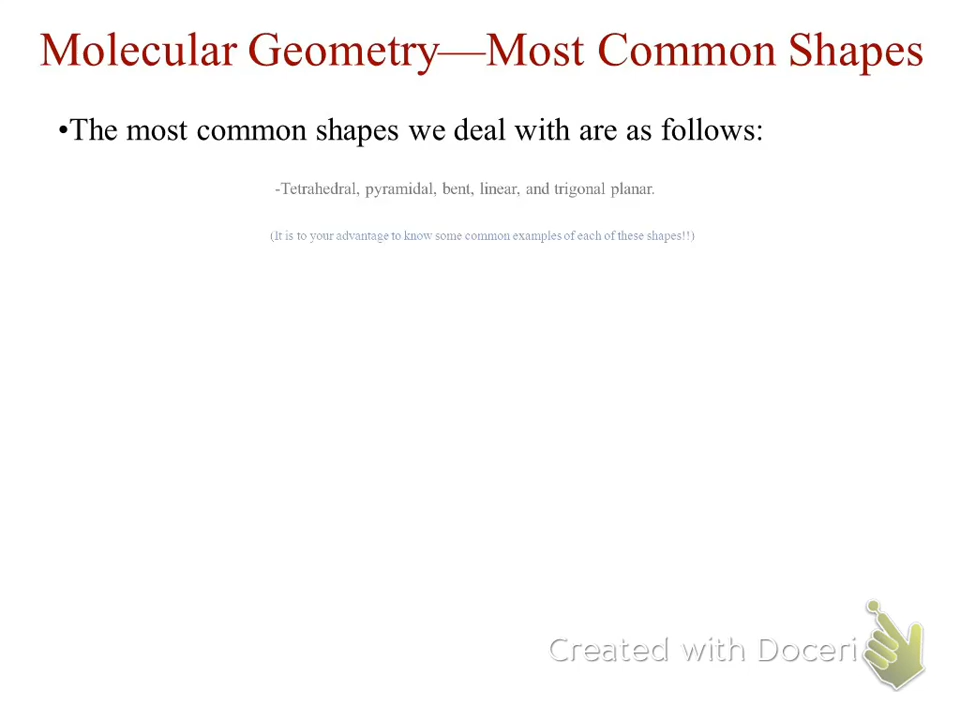 Molecular Geometry—Most Common Shapes
•The most common shapes we deal with are as follows:
-Tetrahedral, pyramidal, bent, linear, and trigonal planar.
(It is to your advantage to know some common examples of each of these shapes!!)
Created with Doceri